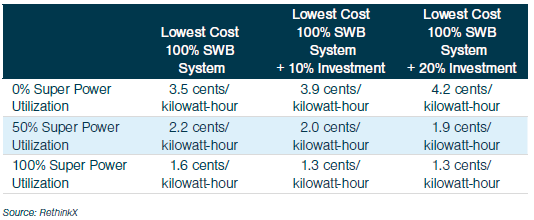 Lowest Cost
100% SWB
System
Lowest Cost
100% SWB
System
+ 10% Investment
Lowest Cost
100% SWB
System
+ 20% Investment
0% Super Power
Utilization
3.5 cents/
kilowatt-hour
3.9 cents/
kilowatt-hour
4.2 cents/
kilowatt-hour
50% Super Power
Utilization
2.2 cents/
kilowatt-hour
2.0 cents/
kilowatt-hour
1.9 cents/
kilowatt-hour
100% Super Power
Utilization
1.6 cents/
kilowatt-hour
1.3 cents/
kilowatt-hour
1.3 cents/
kilowatt-hour
Source: RethinkX